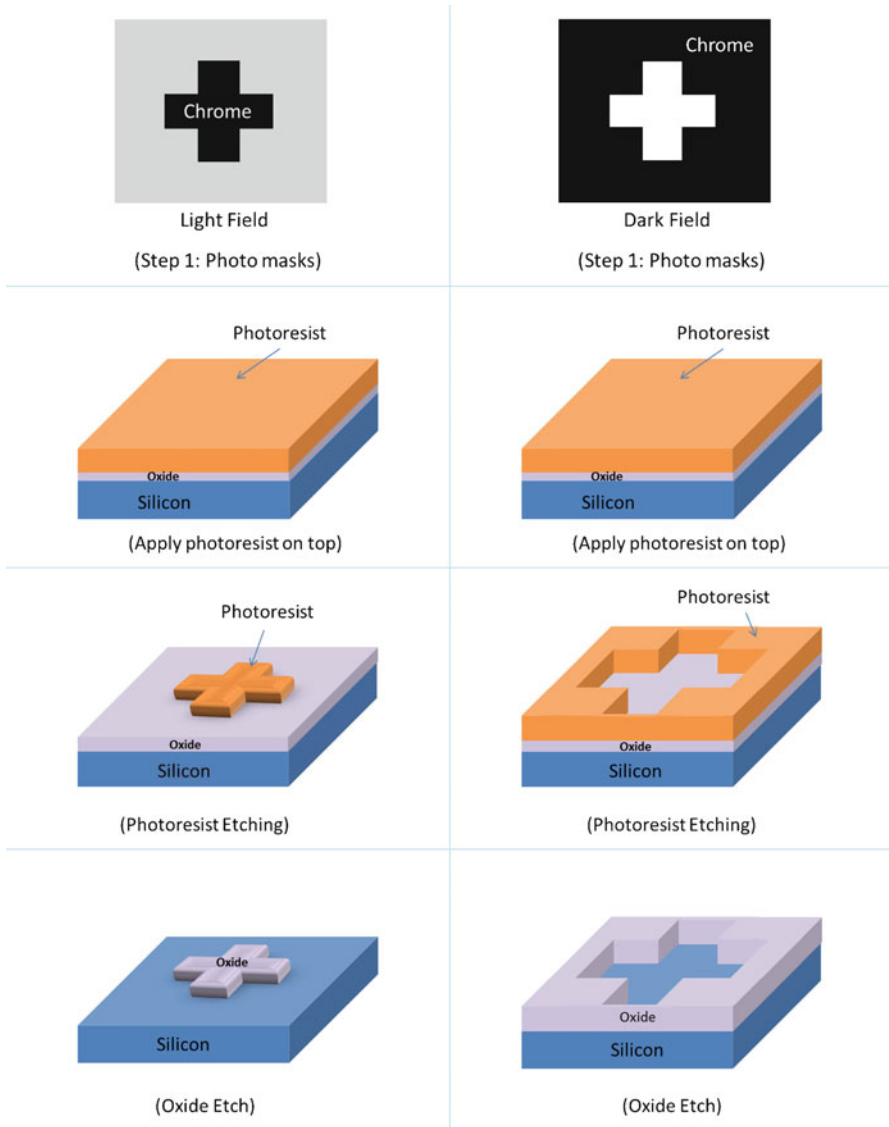 Chrome
Light Field
(Step 1: Photo masks)
Chrome
Dark Field
(Step 1: Photo masks)
Photoresist
Oxide
Silicon
(Apply photoresist on top)
Photoresist
Oxide
Silicon
(Apply photoresist on top)
Photoresist
Oxide
Silicon
(Photoresist Etching)
Photoresist
Oxide
Silicon
(Photoresist Etching)
Oxide
Silicon
(Oxide Etch)
Oxide
Silicon
(Oxide Etch)